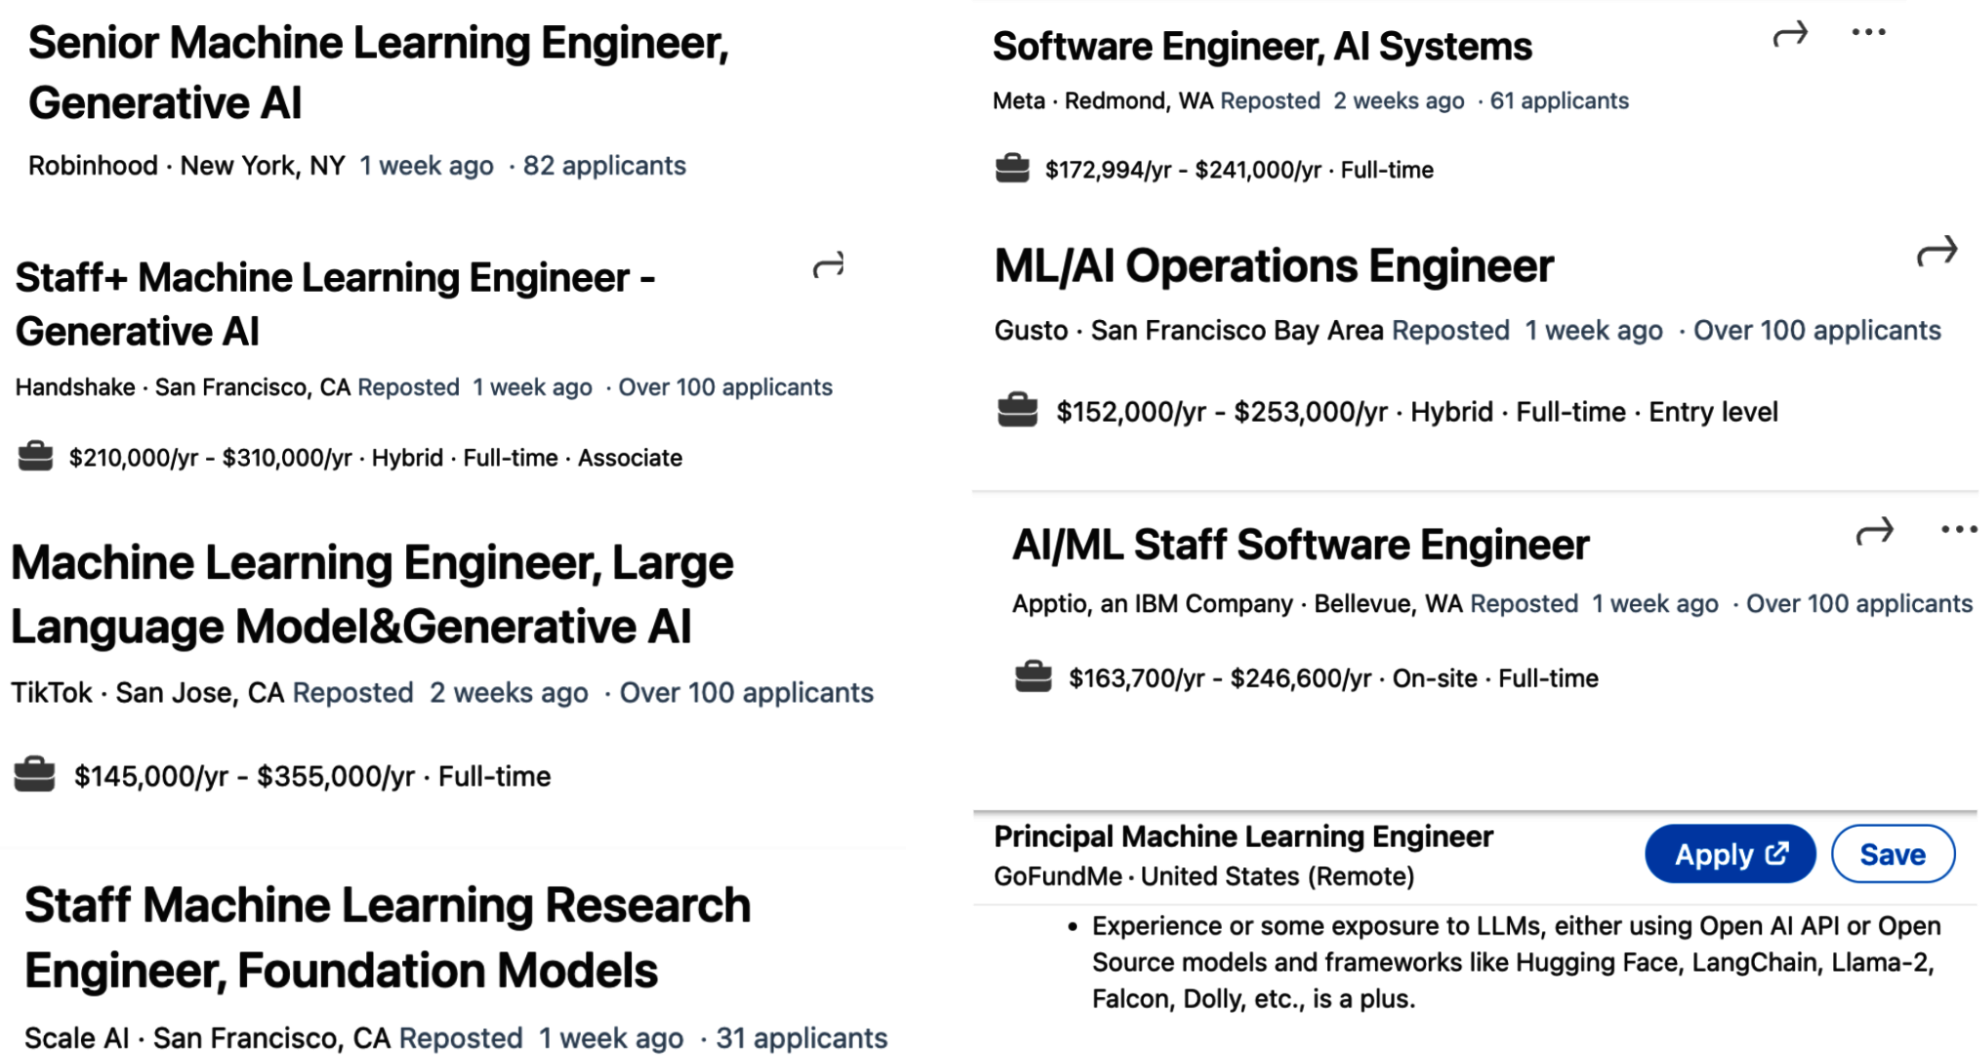 Senior Machine Learning Engineer,
Generative AI
Robinhood · New York, NY 1 week ago · 82 applicants
Staff+ Machine Learning Engineer -
Generative AI
Handshake · San Francisco, CA Reposted 1 week ago · Over 100 applicants
$210,000/yr - $310,000/yr · Hybrid · Full-time · Associate
Machine Learning Engineer, Large
Language Model&Generative AI
TikTok · San Jose, CA Reposted 2 weeks ago · Over 100 applicants
$145,000/yr - $355,000/yr · Full-time
Staff Machine Learning Research
Engineer, Foundation Models
Scale AI · San Francisco, CA Reposted 1 week ago · 31 applicants
Software Engineer, AI Systems
Meta · Redmond, WA Reposted 2 weeks ago · 61 applicants
$172,994/yr - $241,000/yr · Full-time
ML/AI Operations Engineer
Gusto · San Francisco Bay Area Reposted 1 week ago · Over 100 applicants
$152,000/yr - $253,000/yr · Hybrid · Full-time · Entry level
AI/ML Staff Software Engineer
Apptio, an IBM Company · Bellevue, WA Reposted 1 week ago · Over 100 applicants
$163,700/yr - $246,600/yr · On-site · Full-time
Principal Machine Learning Engineer
GoFundMe · United States (Remote)
Apply
Save
• Experience or some exposure to LLMs, either using Open AI API or Open
Source models and frameworks like Hugging Face, LangChain, Llama-2,
Falcon, Dolly, etc., is a plus.